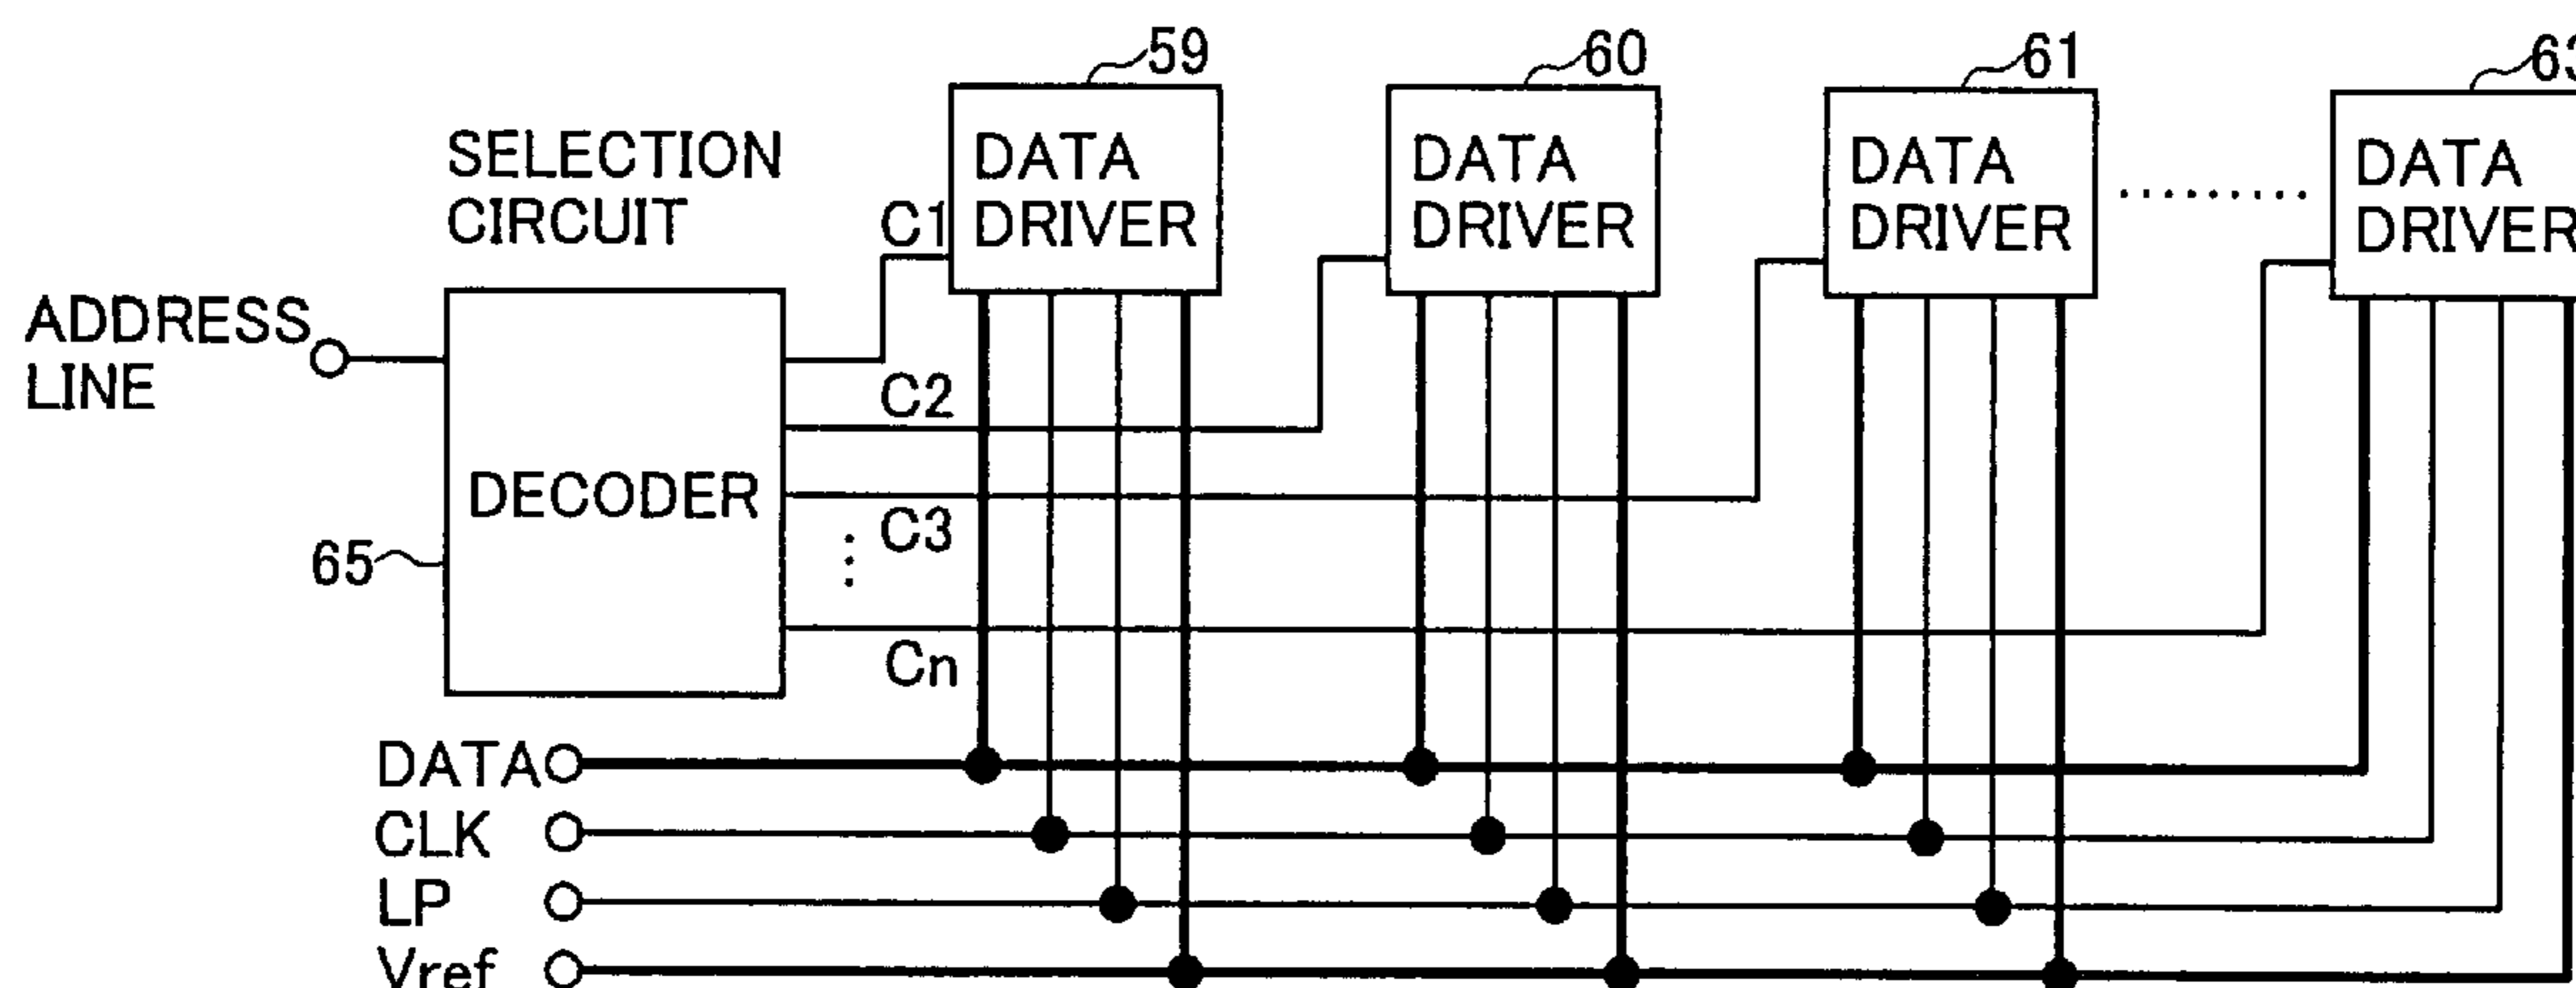 59
60
61
63
SELECTION
CIRCUIT
DATA
DRIVER
DATA
DRIVER
DATA
DRIVER
DATA
DRIVER
C1
ADDRESS
LINE
C2
DECODER
C3
65
Cn
DATA
CLK
LP
Vref